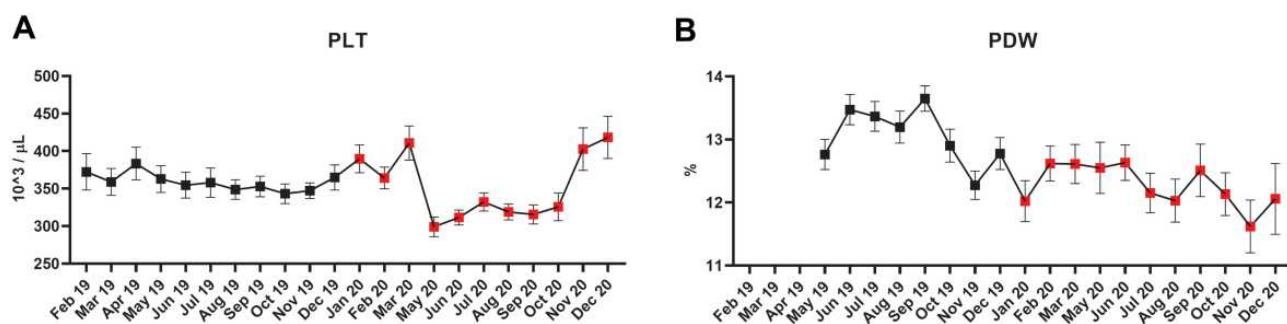 A
PLT
10^3 / µL
500
450
400
350
300
250
Feb 19
Mar 19
Apr 19
May 19
Jun 19
Jul 19
Aug 19
Sep 19
Oct 19
Nov 19
Dec 19
Jan 20
Feb 20
Mar 20
May 20
Jun 20
Jul 20
Aug 20
Sep 20
Oct 20
Nov 20
Dec 20
B
PDW
%
14
13
12
11
Feb 19
Mar 19
Apr 19
May 19
Jun 19
Jul 19
Aug 19
Sep 19
Oct 19
Nov 19
Dec 19
Jan 20
Feb 20
Mar 20
May 20
Jun 20
Jul 20
Aug 20
Sep 20
Oct 20
Nov 20
Dec 20